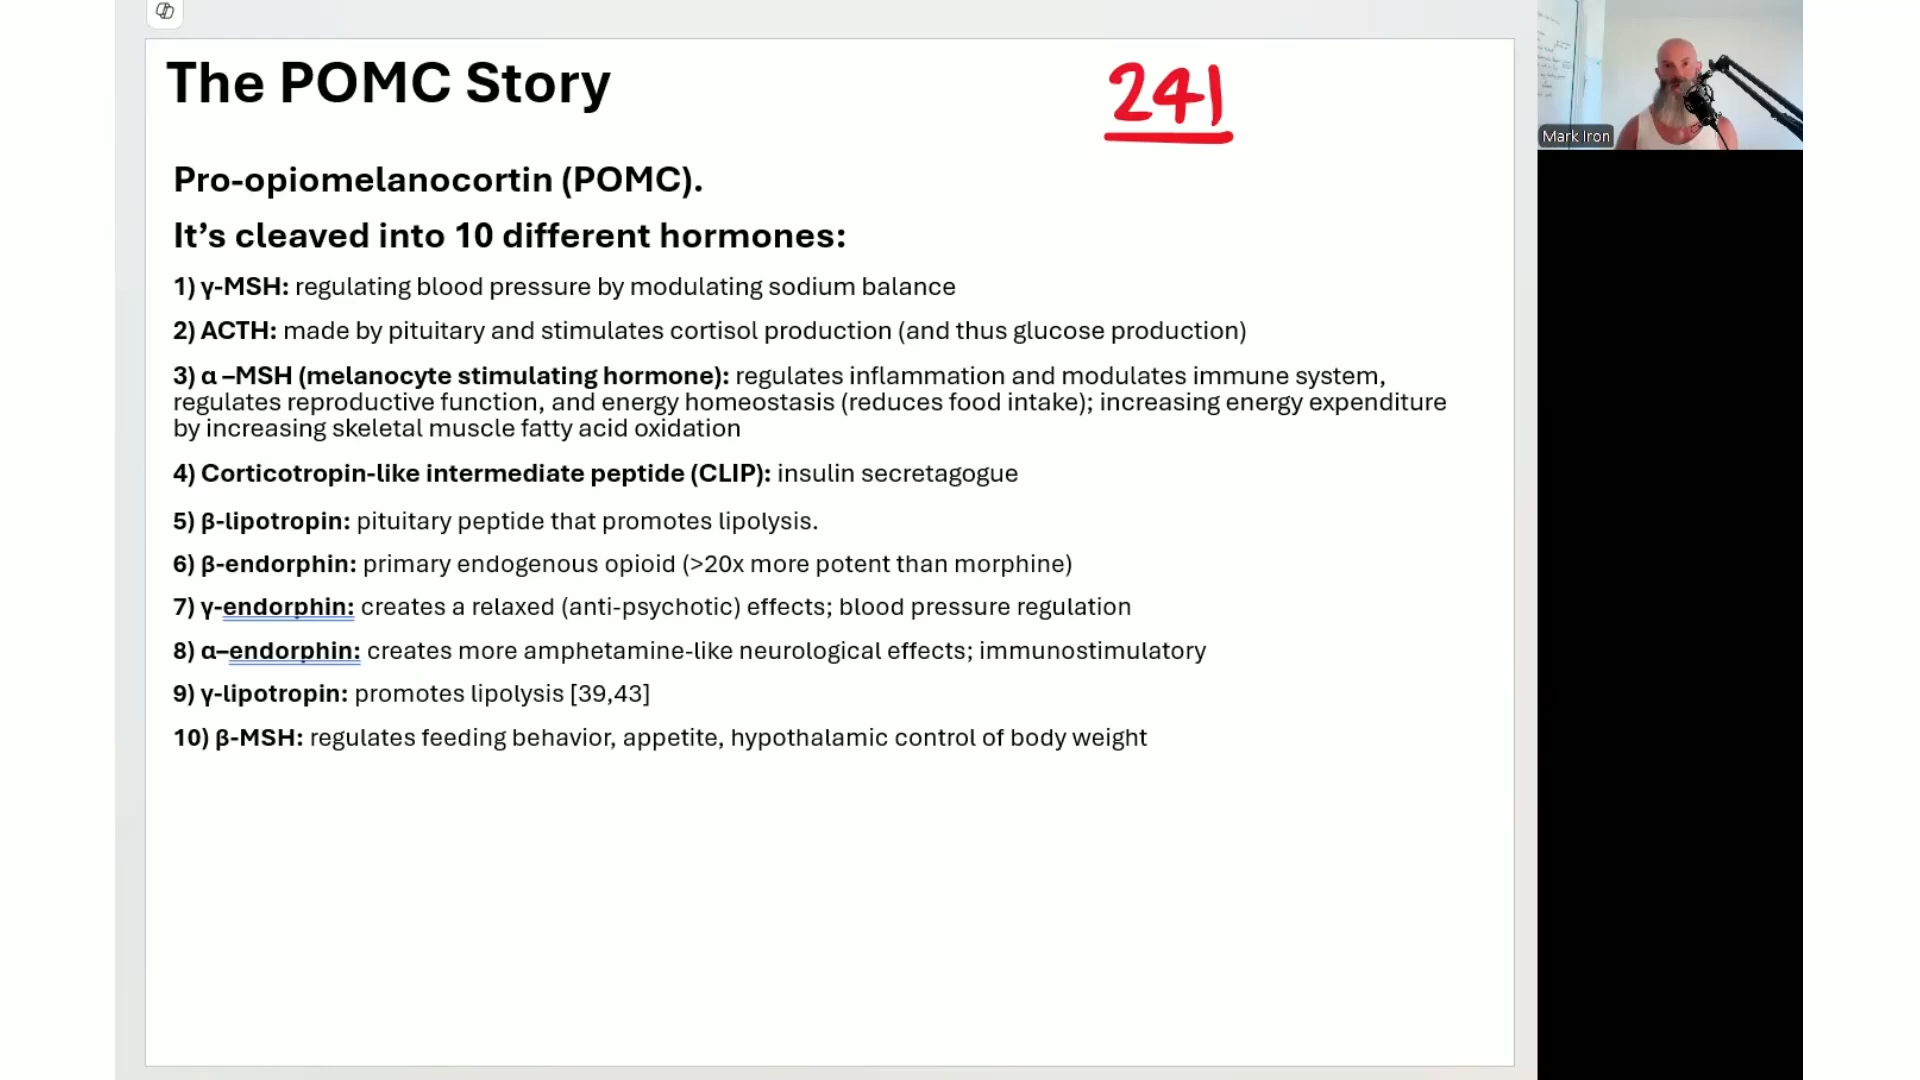 The POMC Story
241
Mark Iron
Pro-opiomelanocortin (POMC).
It's cleaved into 10 different hormones:
1) γ-MSH: regulating blood pressure by modulating sodium balance
2) ACTH: made by pituitary and stimulates cortisol production (and thus glucose production)
3) α –MSH (melanocyte stimulating hormone): regulates inflammation and modulates immune system,
regulates reproductive function, and energy homeostasis (reduces food intake); increasing energy expenditure
by increasing skeletal muscle fatty acid oxidation
4) Corticotropin-like intermediate peptide (CLIP): insulin secretagogue
5) β-lipotropin: pituitary peptide that promotes lipolysis.
6) β-endorphin: primary endogenous opioid (>20x more potent than morphine)
7) γ-endorphin: creates a relaxed (anti-psychotic) effects; blood pressure regulation
8) α–endorphin: creates more amphetamine-like neurological effects; immunostimulatory
9) γ-lipotropin: promotes lipolysis [39,43]
10) β-MSH: regulates feeding behavior, appetite, hypothalamic control of body weight